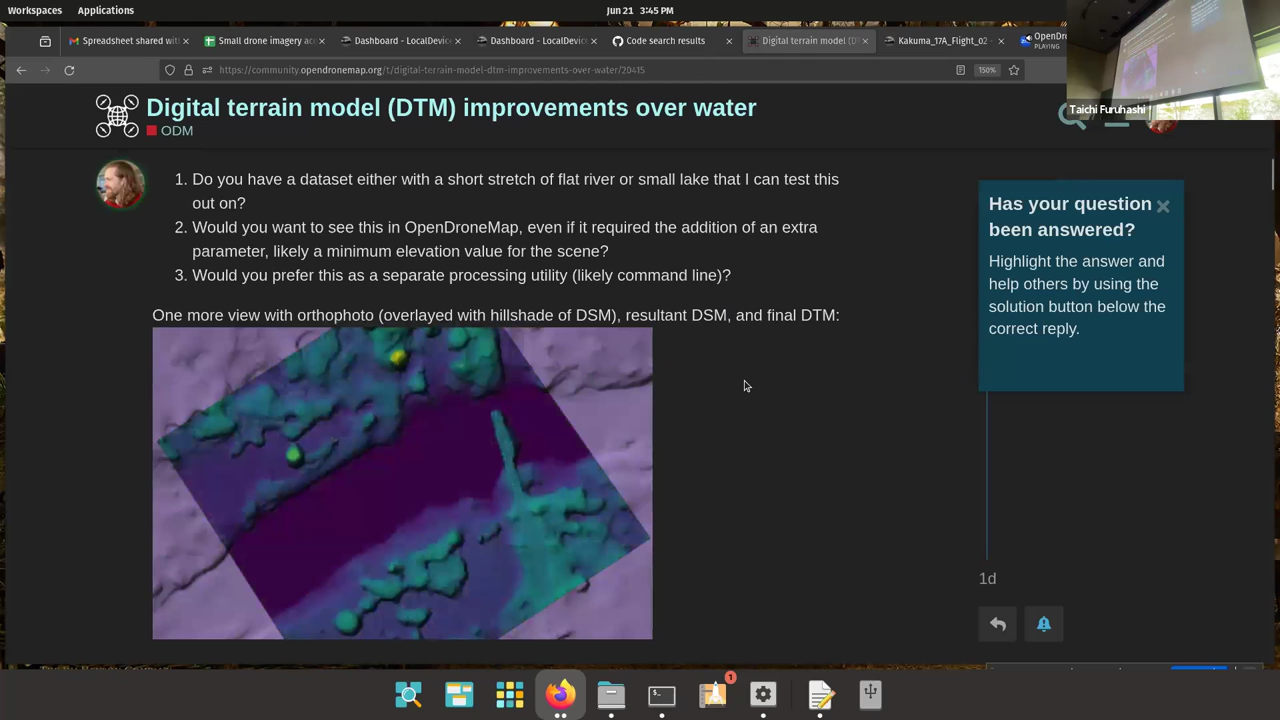 Workspaces Applications Jun 21 3:45 PM
Spreadsheet shared wit Small drone imagery ac Dashboard - LocalDevice Dashboard - LocalDevice Code search results Digital terrain model (D Kakuma_17A_Flight_02 - OpenDro
PLAYING
https://community.opendronemap.org/t/digital-terrain-model-dtm-improvements-over-water/20415 150%
Taichi Furuhashi
Digital terrain model (DTM) improvements over water
ODM
1. Do you have a dataset either with a short stretch of flat river or small lake that I can test this
out on?
2. Would you want to see this in OpenDroneMap, even if it required the addition of an extra
parameter, likely a minimum elevation value for the scene?
3. Would you prefer this as a separate processing utility (likely command line)?
One more view with orthophoto (overlayed with hillshade of DSM), resultant DSM, and final DTM:
Has your question
been answered?
Highlight the answer and
help others by using the
solution button below the
correct reply.
1d
1